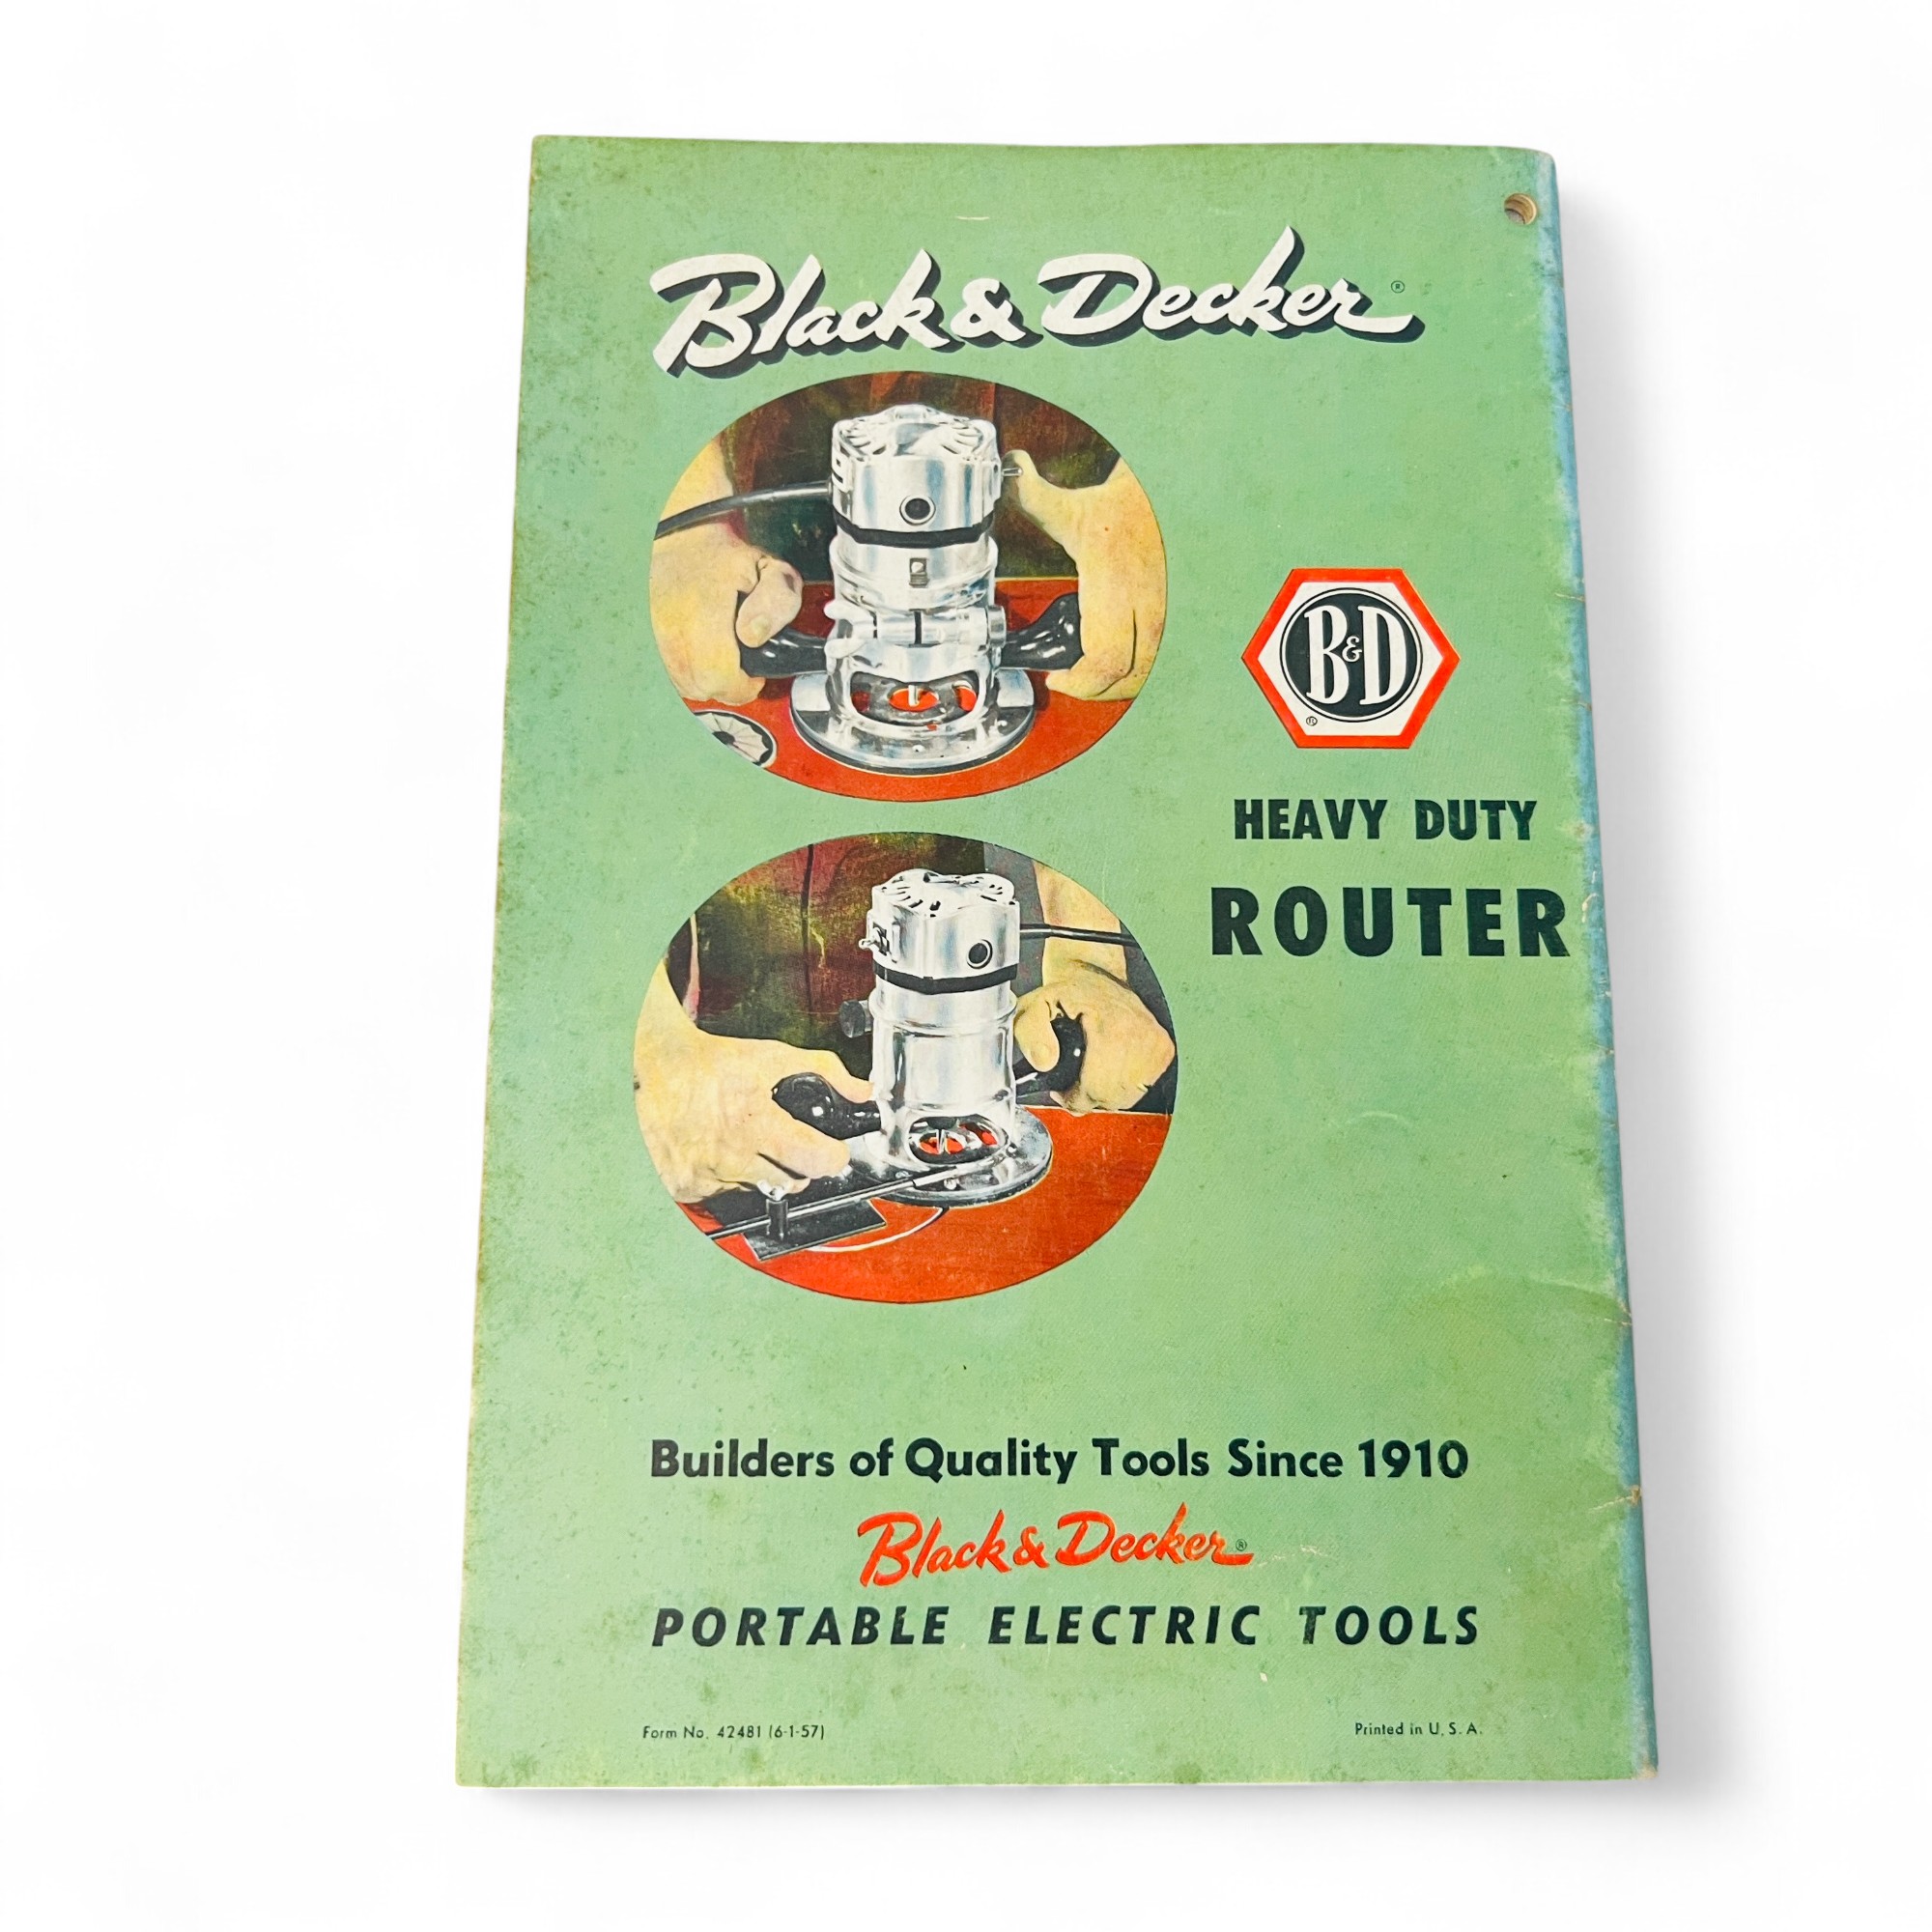 Black & Decker®
B&D
®
HEAVY DUTY
ROUTER
Builders of Quality Tools Since 1910
Black & Decker®
PORTABLE ELECTRIC TOOLS
Form No. 42481 (6-1-57)
Printed in U. S. A.